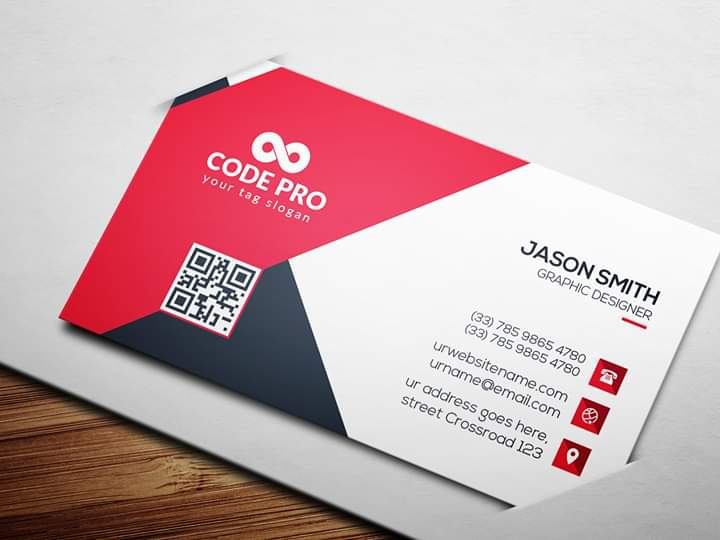 CODE PRO
your tag slogan
JASON SMITH
GRAPHIC DESIGNER
(33) 785 9865 4780
(33) 785 9865 4780
urwebsitename.com
urname@email.com
ur address goes here,
street Crossroad 123